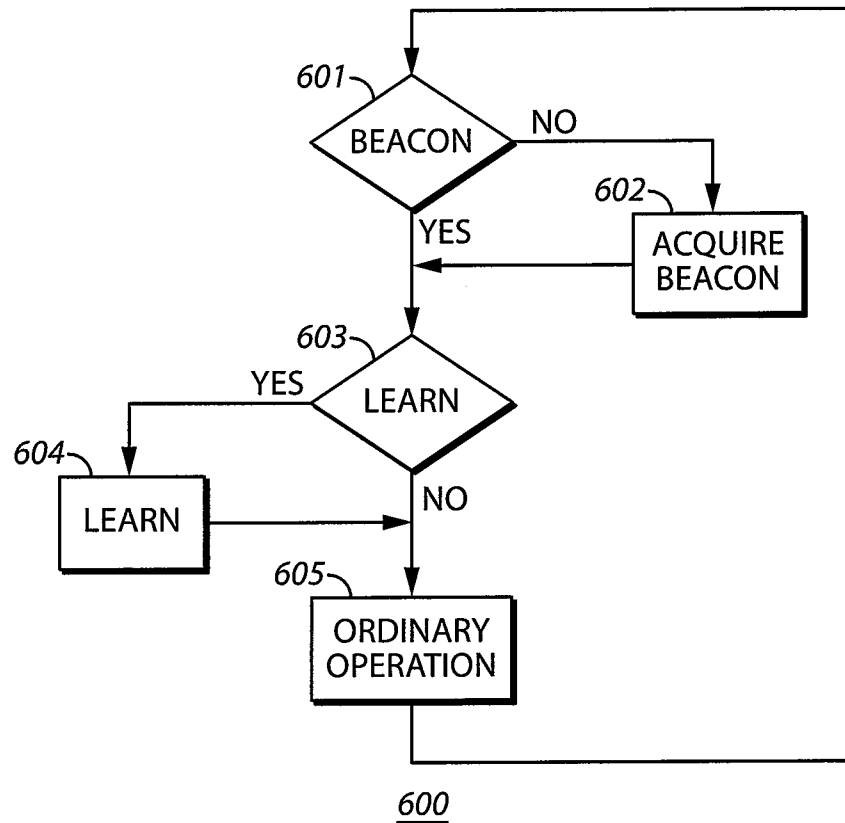 601
BEACON
NO
602
YES
ACQUIRE
BEACON
603
YES
LEARN
604
NO
LEARN
605
ORDINARY
OPERATION
600